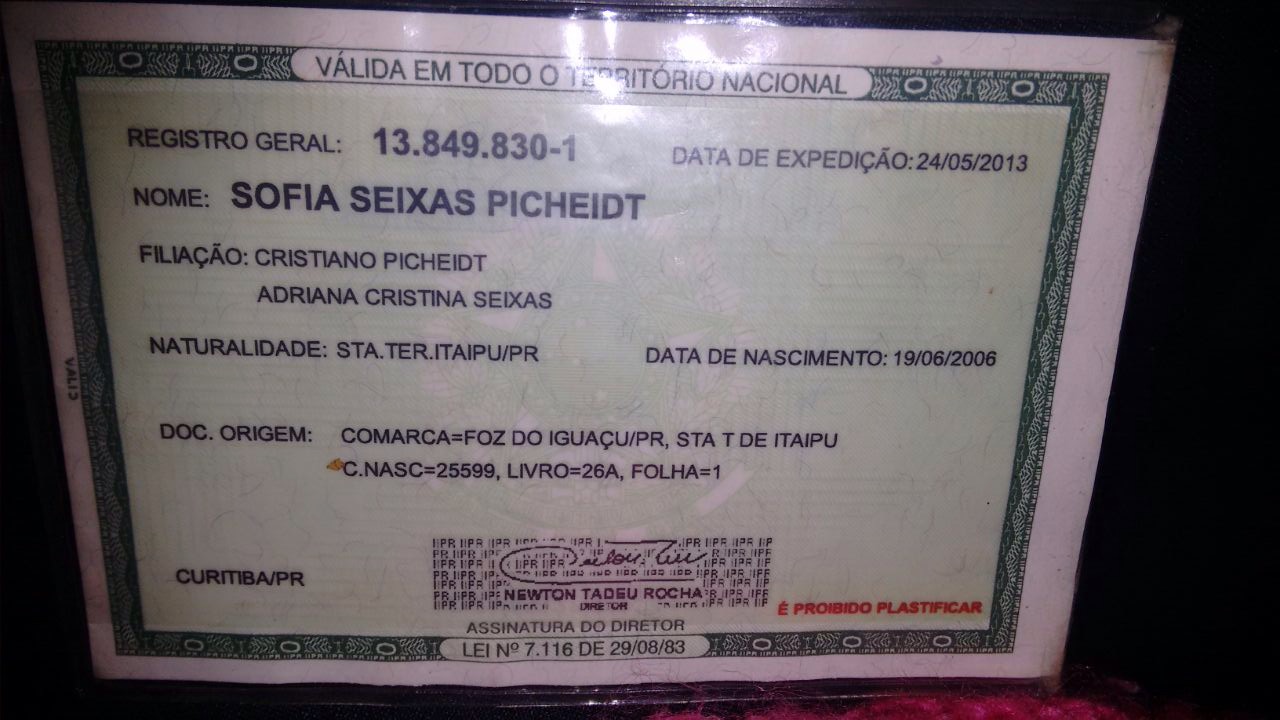 VÁLIDA EM TODO O TERRITÓRIO NACIONAL
REGISTRO GERAL: 13.849.830-1 DATA DE EXPEDIÇÃO: 24/05/2013
NOME: SOFIA SEIXAS PICHEIDT
FILIAÇÃO: CRISTIANO PICHEIDT
ADRIANA CRISTINA SEIXAS
NATURALIDADE: STA.TER.ITAIPU/PR DATA DE NASCIMENTO: 19/06/2006
DOC. ORIGEM: COMARCA=FOZ DO IGUAÇU/PR, STA T DE ITAIPU
C.NASC=25599, LIVRO=26A, FOLHA=1
CURITIBA/PR
NEWTON TADEU ROCHA
DIRETOR
É PROIBIDO PLASTIFICAR
ASSINATURA DO DIRETOR
LEI Nº 7.116 DE 29/08/83